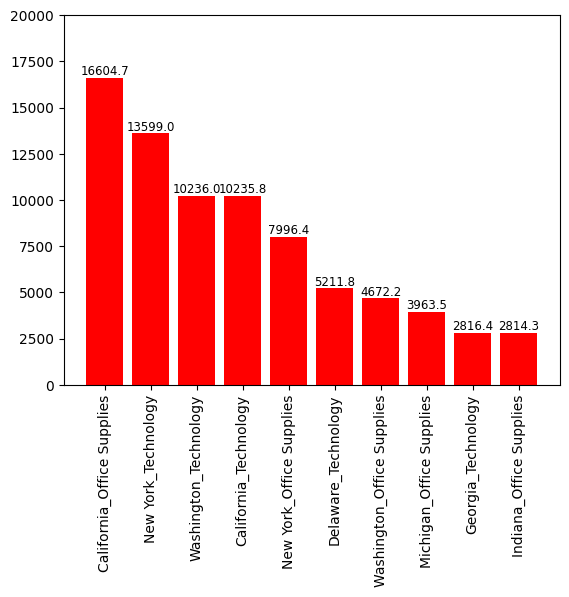 20000
17500
15000
12500
10000
7500
5000
2500
0
16604.7
13599.0
10236.0
10235.8
7996.4
5211.8
4672.2
3963.5
2816.4
2814.3
California_Office Supplies
New York_Technology
Washington_Technology
California_Technology
New York_Office Supplies
Delaware_Technology
Washington_Office Supplies
Michigan_Office Supplies
Georgia_Technology
Indiana_Office Supplies